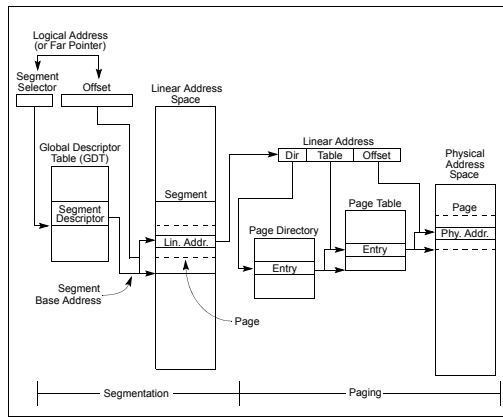 Logical Address
(or Far Pointer)
Segment
Selector
Offset
Linear Address
Space
Global Descriptor
Table (GDT)
Segment
Descriptor
Segment
Lin. Addr.
Segment
Base Address
Page
Linear Address
Dir
Table
Offset
Physical
Address
Space
Page Table
Page Directory
Entry
Entry
Page
Phy. Addr.
Segmentation
Paging